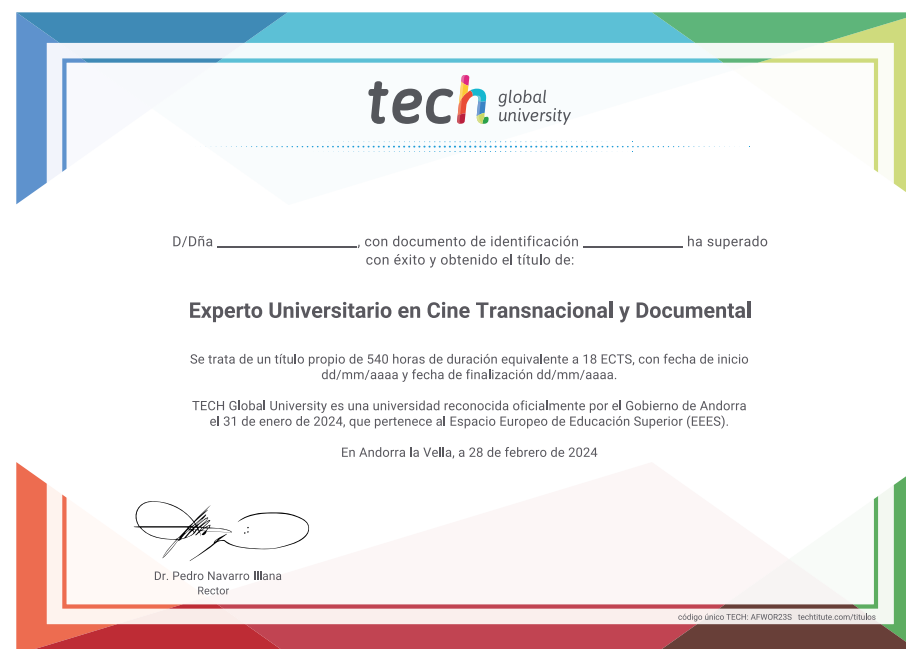 tech global university
D/Dña ____________, con documento de identificación ____________ ha superado
con éxito y obtenido el título de:
Experto Universitario en Cine Transnacional y Documental
Se trata de un título propio de 540 horas de duración equivalente a 18 ECTS, con fecha de inicio
dd/mm/aaaa y fecha de finalización dd/mm/aaaa.
TECH Global University es una universidad reconocida oficialmente por el Gobierno de Andorra
el 31 de enero de 2024, que pertenece al Espacio Europeo de Educación Superior (EEES).
En Andorra la Vella, a 28 de febrero de 2024
Dr. Pedro Navarro Illana
Rector
código único TECH: AFWOR23S techtitute.com/titulos